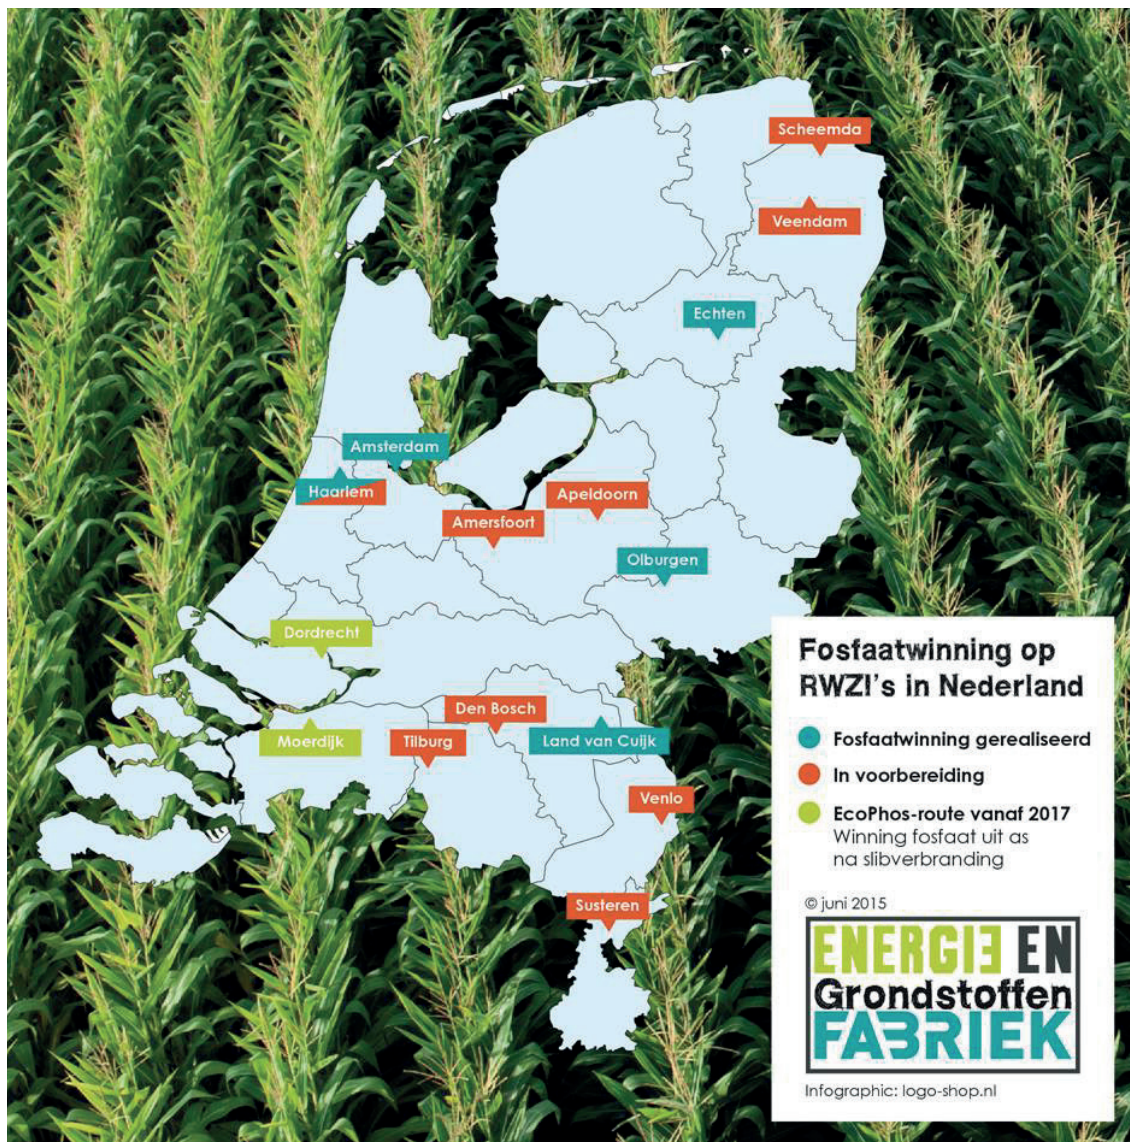 Scheemda
Veendam
Echten
Amsterdam
Haarlem
Apeldoorn
Amersfoort
Olburgen
Dordrecht
Den Bosch
Moerdijk
Tilburg
Land van Cuijk
Venlo
Susteren
Fosfaatwinning op
RWZI's in Nederland
Fosfaatwinning gerealiseerd
In voorbereiding
EcoPhos-route vanaf 2017
Winning fosfaat uit as
na slibverbranding
© juni 2015
ENERGIE EN
Grondstoffen
FABRIEK
Infographic: logo-shop.nl